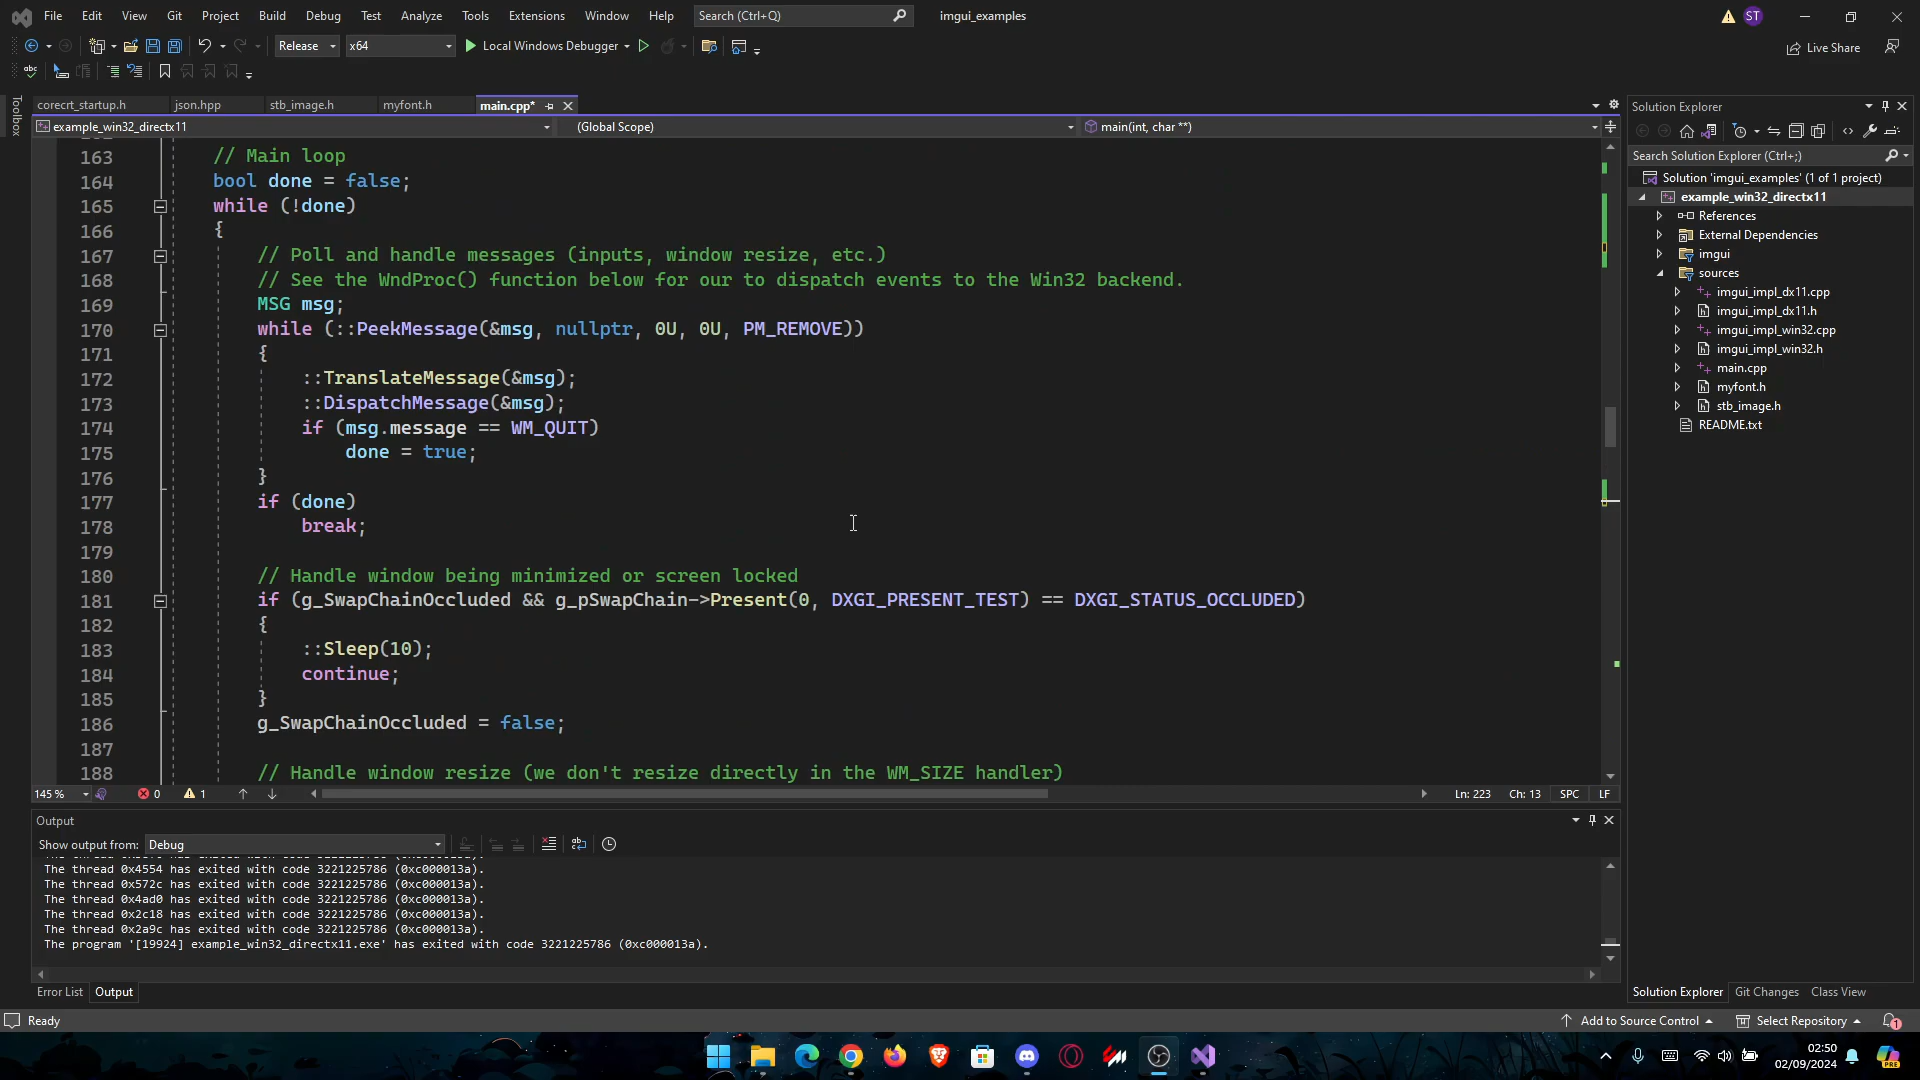 File Edit View Git Project Build Debug Test Analyze Tools Extensions Window Help Search (Ctrl+Q) imgui_examples ST
Release x64 Local Windows Debugger Live Share
abc
Toolbox
corecrt_startup.h json.hpp stb_image.h myfont.h main.cpp*
example_win32_directx11 (Global Scope) main(int, char **)
163 // Main loop
164 bool done = false;
165 while (!done)
166 {
167 // Poll and handle messages (inputs, window resize, etc.)
168 // See the WndProc() function below for our to dispatch events to the Win32 backend.
169 MSG msg;
170 while (::PeekMessage(&msg, nullptr, 0U, 0U, PM_REMOVE))
171 {
172 ::TranslateMessage(&msg);
173 ::DispatchMessage(&msg);
174 if (msg.message == WM_QUIT)
175 done = true;
176 }
177 if (done)
178 break;
179
180 // Handle window being minimized or screen locked
181 if (g_SwapChainOccluded && g_pSwapChain->Present(0, DXGI_PRESENT_TEST) == DXGI_STATUS_OCCLUDED)
182 {
183 ::Sleep(10);
184 continue;
185 }
186 g_SwapChainOccluded = false;
187
188 // Handle window resize (we don't resize directly in the WM_SIZE handler)
145 % 0 1 Ln: 223 Ch: 13 SPC LF
Output
Show output from: Debug
The thread 0x4554 has exited with code 3221225786 (0xc000013a).
The thread 0x572c has exited with code 3221225786 (0xc000013a).
The thread 0x4ad0 has exited with code 3221225786 (0xc000013a).
The thread 0x2c18 has exited with code 3221225786 (0xc000013a).
The thread 0x2a9c has exited with code 3221225786 (0xc000013a).
The program '[19924] example_win32_directx11.exe' has exited with code 3221225786 (0xc000013a).
Error List Output
Solution Explorer
Search Solution Explorer (Ctrl+;)
Solution 'imgui_examples' (1 of 1 project)
example_win32_directx11
References
External Dependencies
imgui
sources
imgui_impl_dx11.cpp
imgui_impl_dx11.h
imgui_impl_win32.cpp
imgui_impl_win32.h
main.cpp
myfont.h
stb_image.h
README.txt
Solution Explorer Git Changes Class View
Ready Add to Source Control Select Repository 1
02:50
02/09/2024
PRE